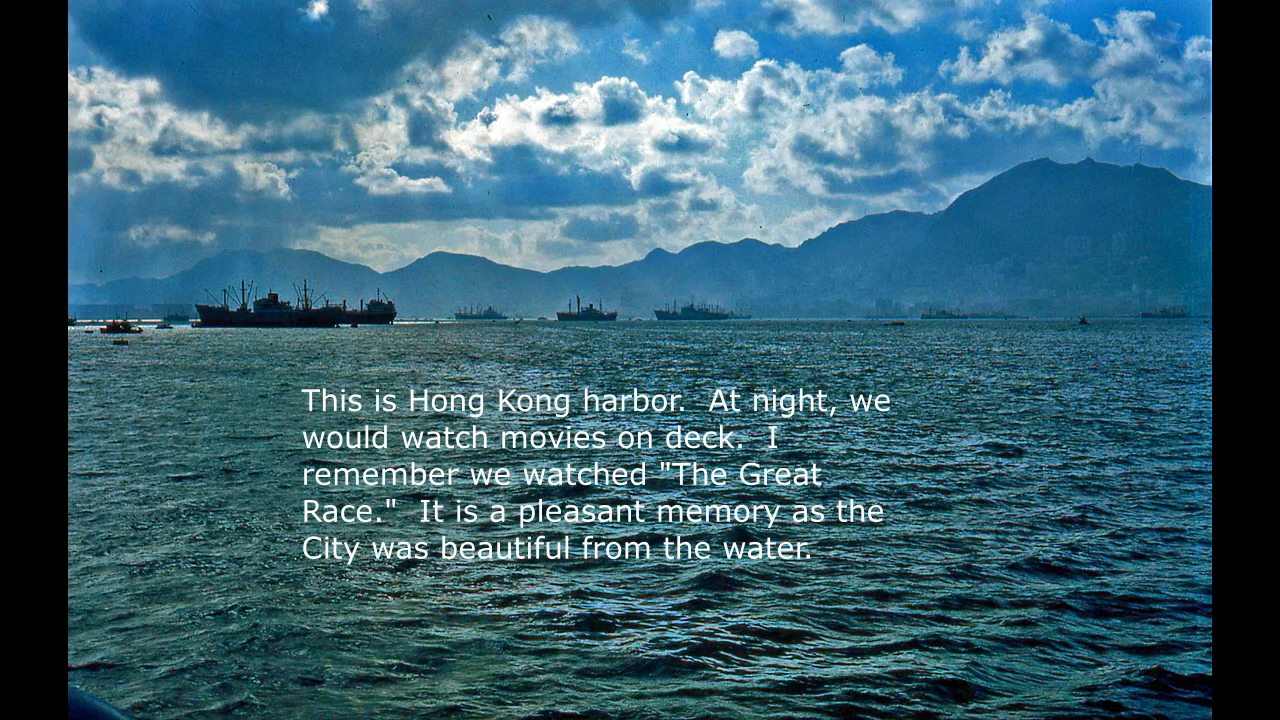 This is Hong Kong harbor.  At night, we
would watch movies on deck.  I
remember we watched "The Great
Race."  It is a pleasant memory as the
City was beautiful from the water.